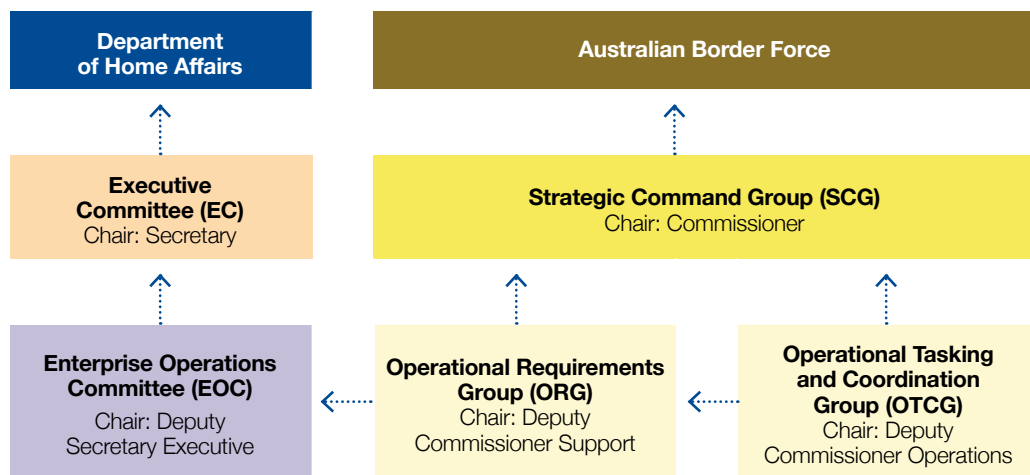 Department
of Home Affairs
Australian Border Force
Executive
Committee (EC)
Chair: Secretary
Strategic Command Group (SCG)
Chair: Commissioner
Enterprise Operations
Committee (EOC)
Chair: Deputy
Secretary Executive
Operational Requirements
Group (ORG)
Chair: Deputy
Commissioner Support
Operational Tasking
and Coordination
Group (OTCG)
Chair: Deputy
Commissioner Operations